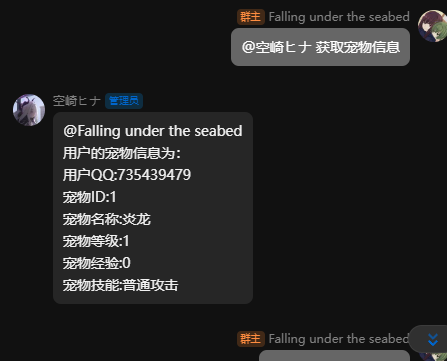 群主 Falling under the seabed
@空崎ヒナ 获取宠物信息
空崎ヒナ 管理员
@Falling under the seabed
用户的宠物信息为:
用户QQ:735439479
宠物ID:1
宠物名称:炎龙
宠物等级:1
宠物经验:0
宠物技能:普通攻击
群主 Falling under the seabed